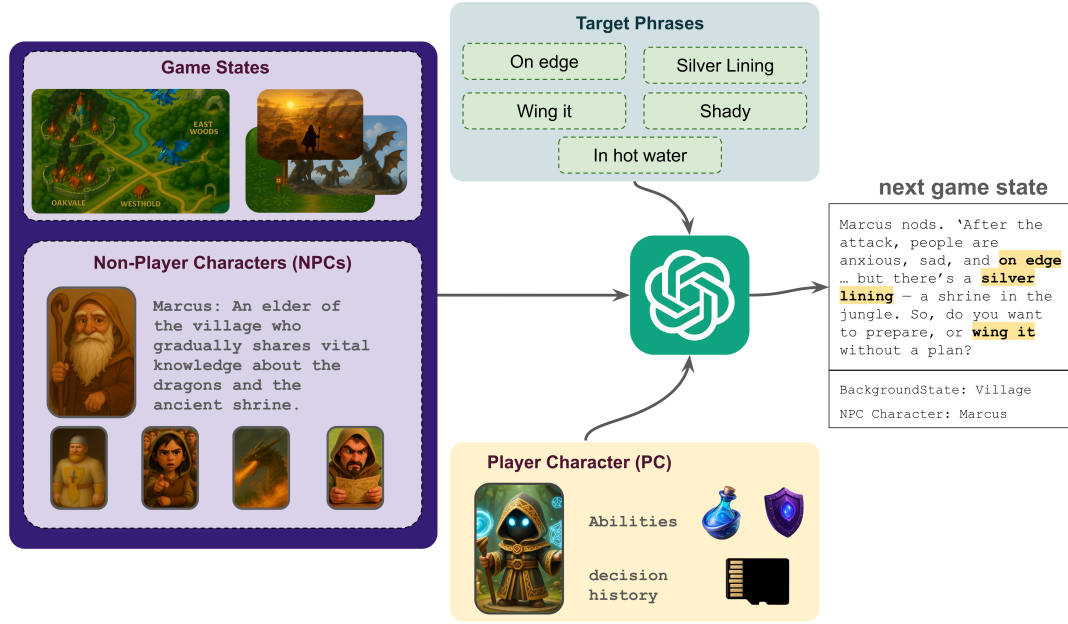 Game States
EAST
WOODS
OAKVALE
WESTHOLD
Non-Player Characters (NPCs)
Marcus: An elder of
the village who
gradually shares vital
knowledge about the
dragons and the
ancient shrine.
Target Phrases
On edge
Silver Lining
Wing it
Shady
In hot water
Player Character (PC)
Abilities
decision
history
next game state
Marcus nods. ‘After the
attack, people are
anxious, sad, and on edge
… but there’s a silver
lining — a shrine in the
jungle. So, do you want
to prepare, or wing it
without a plan?
BackgroundState: Village
NPC Character: Marcus